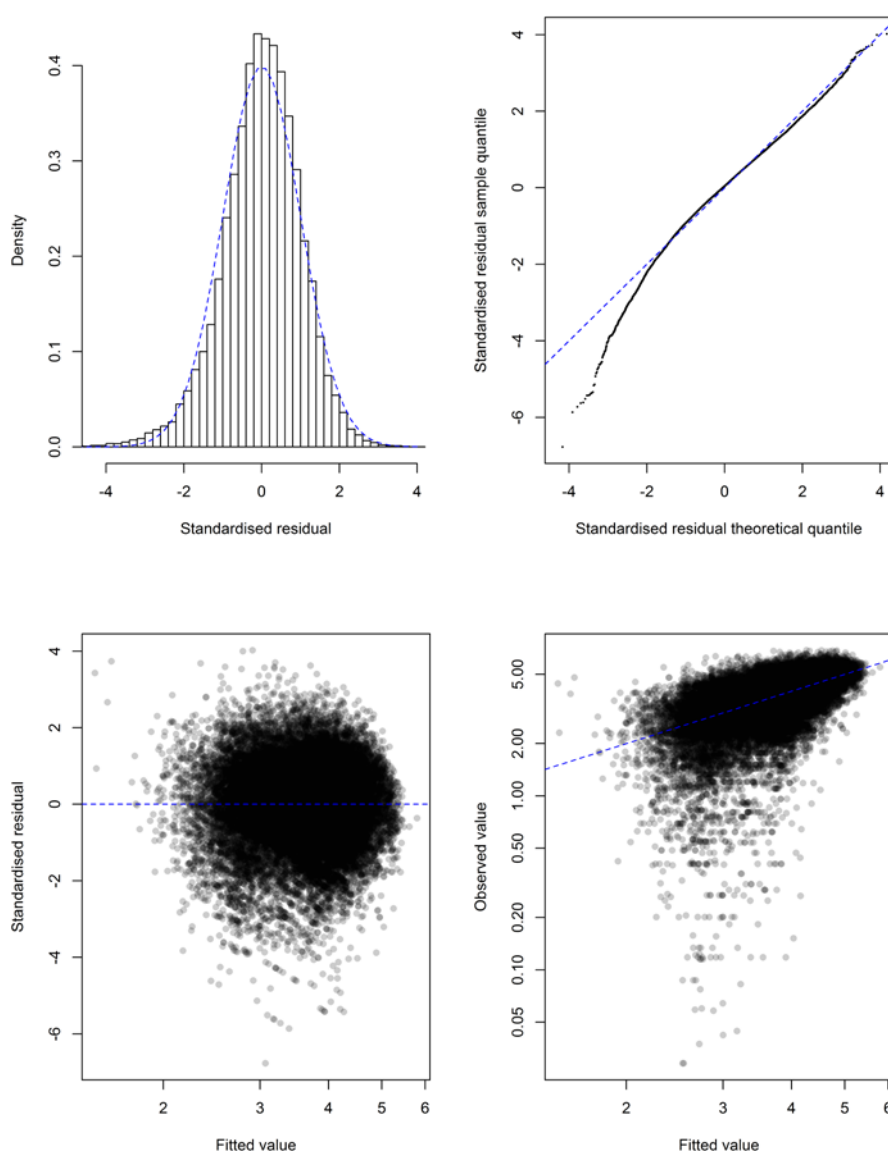 Density
0.0 0.1 0.2 0.3 0.4
-4 -2 0 2 4
Standardised residual
Standardised residual sample quantile
-6 -4 -2 0 2 4
-4 -2 0 2 4
Standardised residual theoretical quantile
Standardised residual
-6 -4 -2 0 2 4
2 3 4 5 6
Fitted value
Observed value
0.05 0.10 0.20 0.50 1.00 2.00 5.00
2 3 4 5 6
Fitted value